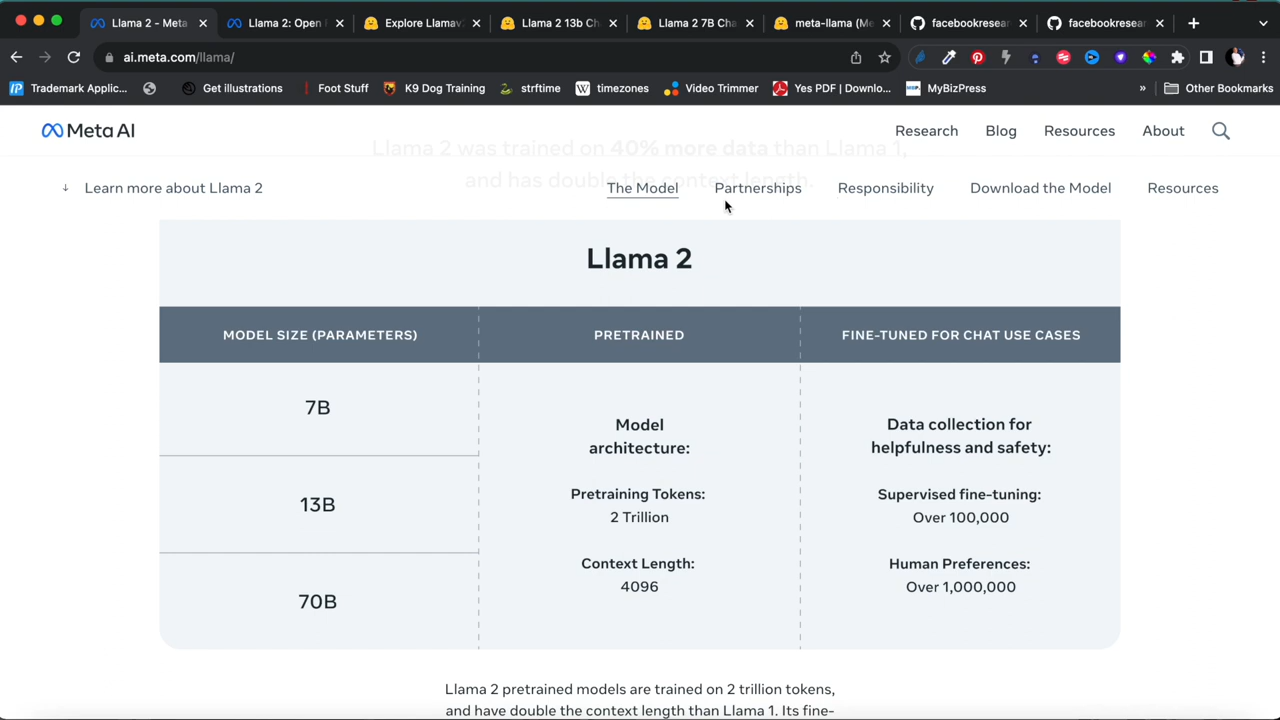 Llama 2 - Meta
Llama 2: Open
Explore Llamav
Llama 2 13b Ch
Llama 2 7B Cha
meta-llama (Me
facebookresear
facebookresear
ai.meta.com/llama/
Trademark Applic...
Get illustrations
Foot Stuff
K9 Dog Training
strftime
timezones
Video Trimmer
Yes PDF | Downlo...
MyBizPress
»
Other Bookmarks
Meta AI
Research
Blog
Resources
About
Llama 2 was trained on 40% more data than Llama 1,
and has double the context length.
Learn more about Llama 2
The Model
Partnerships
Responsibility
Download the Model
Resources
Llama 2
MODEL SIZE (PARAMETERS)
PRETRAINED
FINE-TUNED FOR CHAT USE CASES
7B
13B
70B
Model
architecture:
Pretraining Tokens:
2 Trillion
Context Length:
4096
Data collection for
helpfulness and safety:
Supervised fine-tuning:
Over 100,000
Human Preferences:
Over 1,000,000
Llama 2 pretrained models are trained on 2 trillion tokens,
and have double the context length than Llama 1. Its fine-